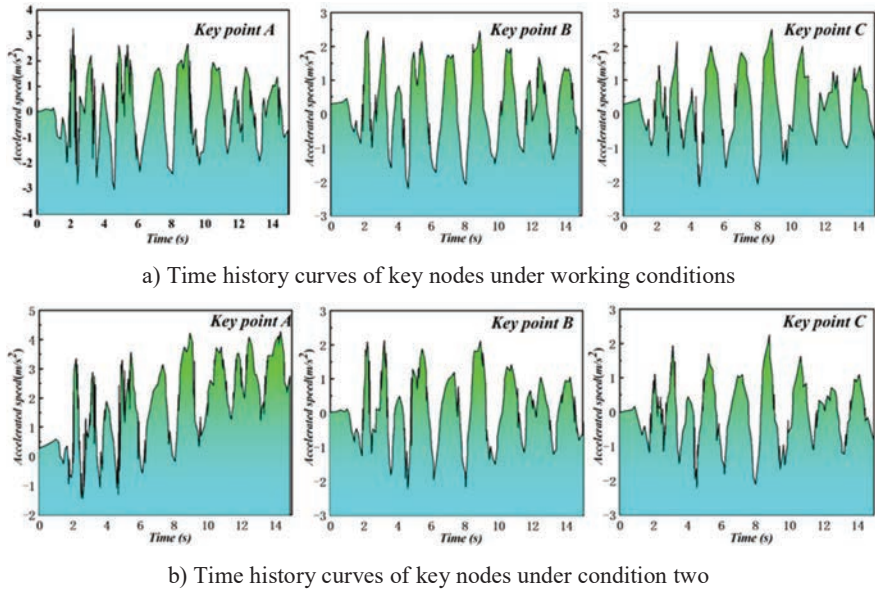 Key point A
Key point B
Key point C
Accelerated speed(m/s²)
4
3
2
1
0
-1
-2
-3
-4
0 2 4 6 8 10 12 14
Time (s)
Accelerated speed(m/s²)
3
2
1
0
-1
-2
-3
0 2 4 6 8 10 12 14
Time (s)
Accelerated speed(m/s²)
3
2
1
0
-1
-2
-3
0 2 4 6 8 10 12 14
Time (s)
a) Time history curves of key nodes under working conditions
Key point A
Key point B
Key point C
Accelerated speed(m/s²)
5
4
3
2
1
0
-1
-2
0 2 4 6 8 10 12 14
Time (s)
Accelerated speed(m/s²)
3
2
1
0
-1
-2
-3
0 2 4 6 8 10 12 14
Time (s)
Accelerated speed(m/s²)
3
2
1
0
-1
-2
-3
0 2 4 6 8 10 12 14
Time (s)
b) Time history curves of key nodes under condition two